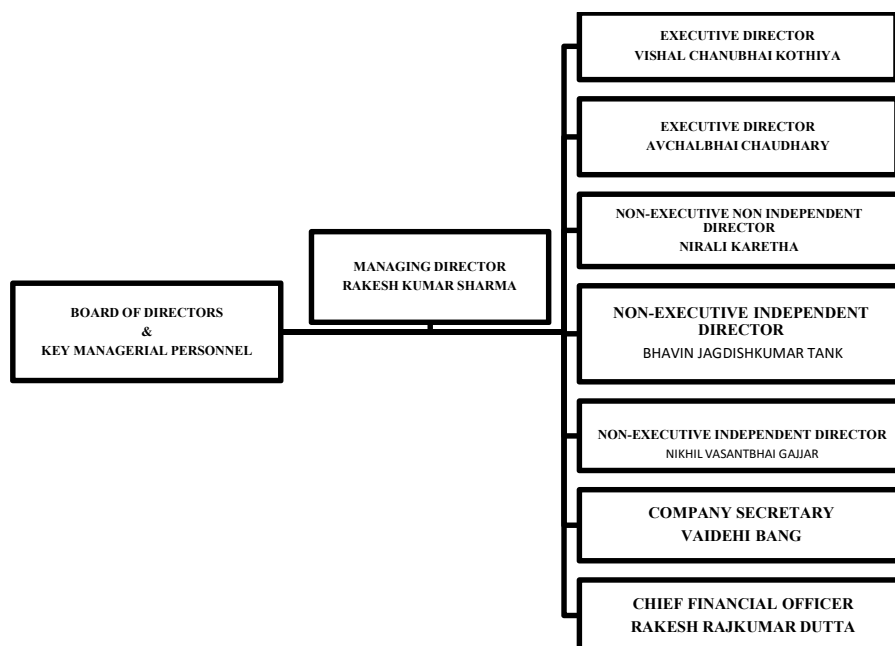 BOARD OF DIRECTORS
&
KEY MANAGERIAL PERSONNEL
MANAGING DIRECTOR
RAKESH KUMAR SHARMA
EXECUTIVE DIRECTOR
VISHAL CHANUBHAI KOTHIYA
EXECUTIVE DIRECTOR
AVCHALBHAI CHAUDHARY
NON-EXECUTIVE NON INDEPENDENT
DIRECTOR
NIRALI KARETHA
NON-EXECUTIVE INDEPENDENT
DIRECTOR
BHAVIN JAGDISHKUMAR TANK
NON-EXECUTIVE INDEPENDENT DIRECTOR
NIKHIL VASANTBHAI GAJJAR
COMPANY SECRETARY
VAIDEHI BANG
CHIEF FINANCIAL OFFICER
RAKESH RAJKUMAR DUTTA